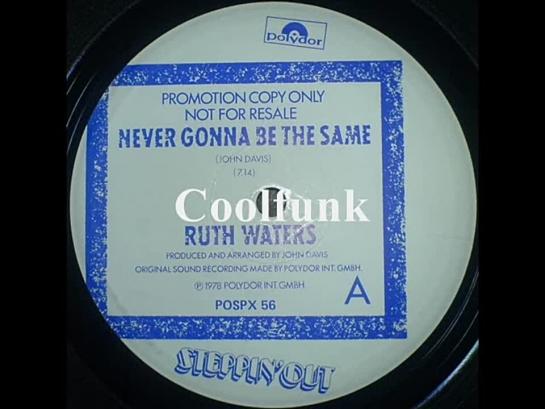 polydor
PROMOTION COPY ONLY
NOT FOR RESALE
NEVER GONNA BE THE SAME
(JOHN DAVIS)
(7.14)
Coolfunk
RUTH WATERS
PRODUCED AND ARRANGED BY JOHN DAVIS
ORIGINAL SOUND RECORDING MADE BY POLYDOR INT. GMBH.
℗ 1978 POLYDOR INT. GMBH
A
POSPX 56
STEPPIN' OUT